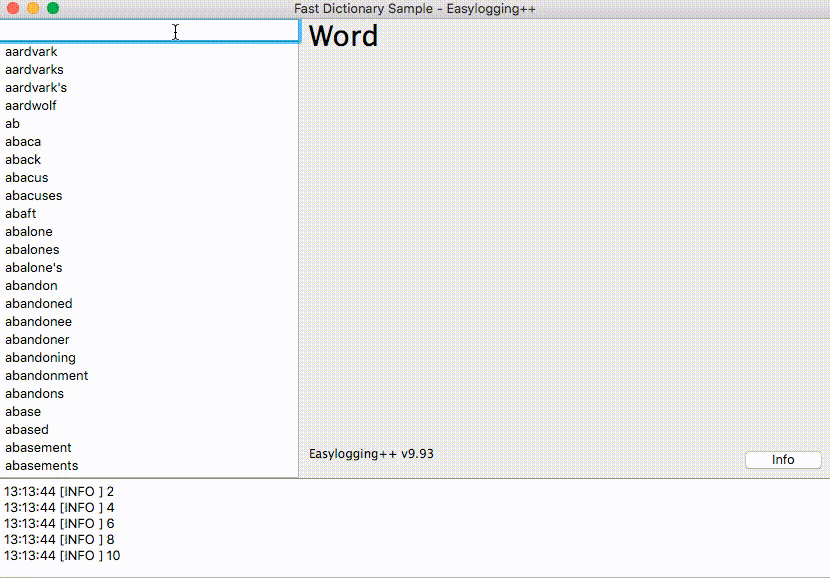 Fast Dictionary Sample - Easylogging++
Word
aardvark
aardvarks
aardvark's
aardwolf
ab
abaca
aback
abacus
abacuses
abaft
abalone
abalones
abalone's
abandon
abandoned
abandonee
abandoner
abandoning
abandonment
abandons
abase
abased
abasement
abasements
Easylogging++ v9.93
Info
13:13:44 [INFO ] 2
13:13:44 [INFO ] 4
13:13:44 [INFO ] 6
13:13:44 [INFO ] 8
13:13:44 [INFO ] 10